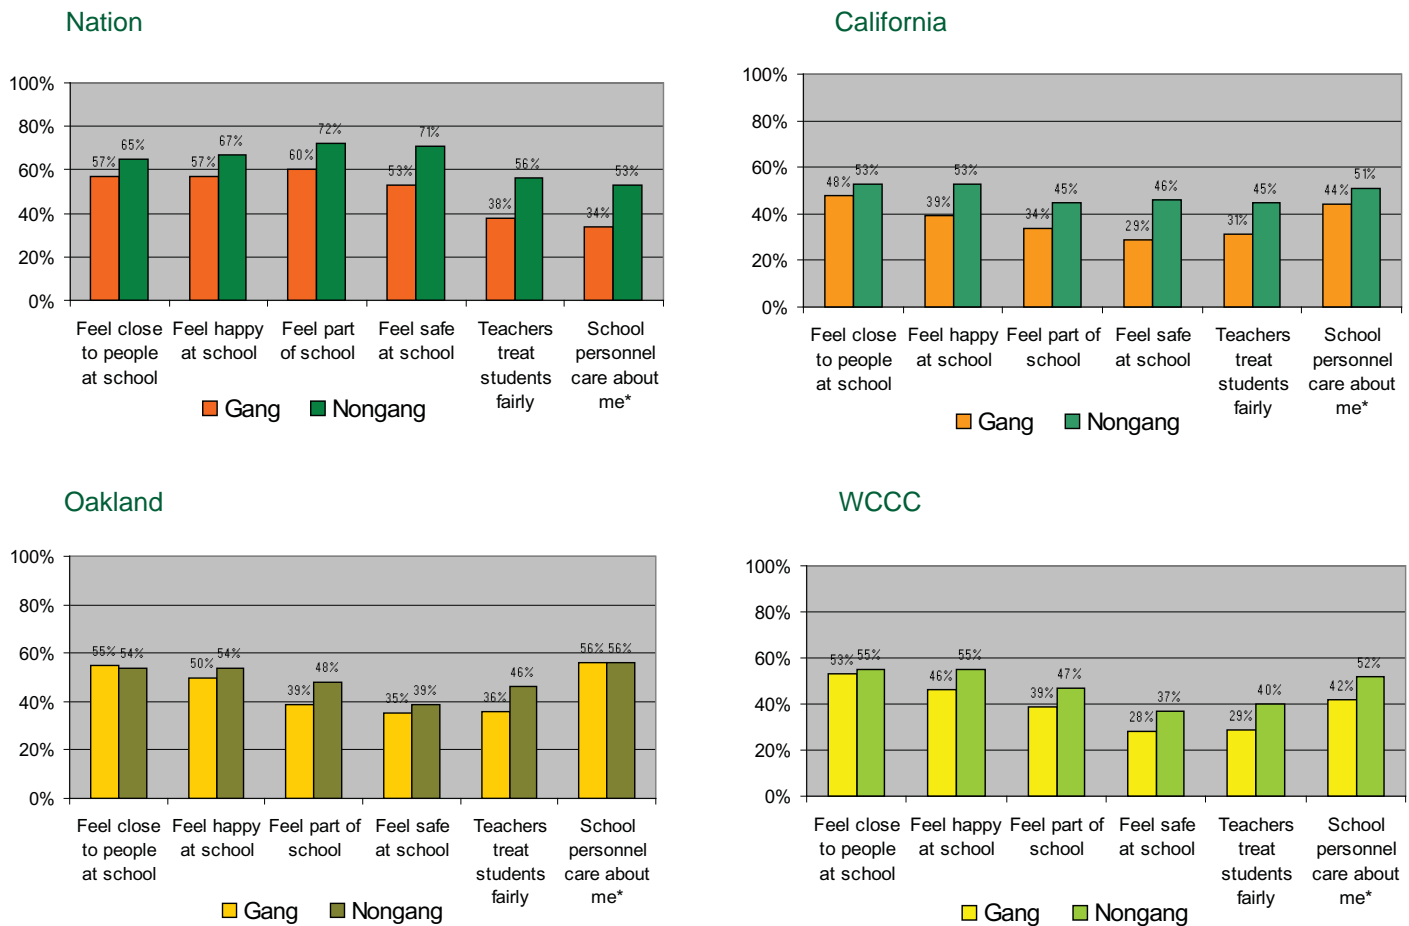 Nation
100%
80%
60%
40%
20%
0%
57% 65% 57% 67% 60% 72% 53% 71% 38% 56% 34% 53%
Feel close Feel happy Feel part Feel safe Teachers School
to people at school of school at school treat personnel
at school students care about
fairly me*
Gang Nongang
California
100%
80%
60%
40%
20%
0%
48% 53% 39% 53% 34% 45% 29% 46% 31% 45% 44% 51%
Feel close Feel happy Feel part of Feel safe Teachers School
to people at school school at school treat personnel
at school students care about
fairly me*
Gang Nongang
Oakland
100%
80%
60%
40%
20%
0%
55% 54% 50% 54% 39% 48% 35% 39% 36% 46% 56% 56%
Feel close Feel happy Feel part of Feel safe Teachers School
to people at school school at school treat personnel
at school students care about
fairly me*
Gang Nongang
WCCC
100%
80%
60%
40%
20%
0%
53% 55% 46% 55% 39% 47% 28% 37% 29% 40% 42% 52%
Feel close Feel happy Feel part of Feel safe Teachers School
to people at school school at school treat personnel
at school students care about
fairly me*
Gang Nongang